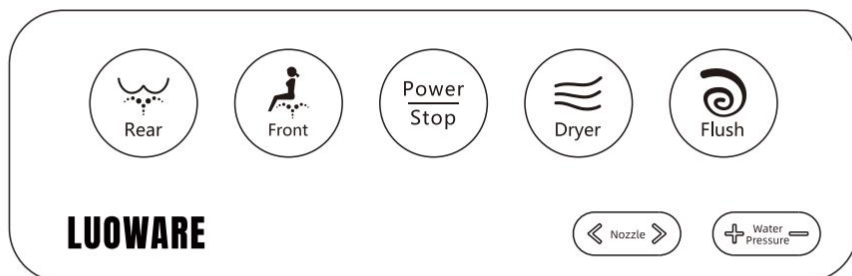 Rear
Front
Power
Stop
Dryer
Flush
LUOWARE
Nozzle
Water
Pressure